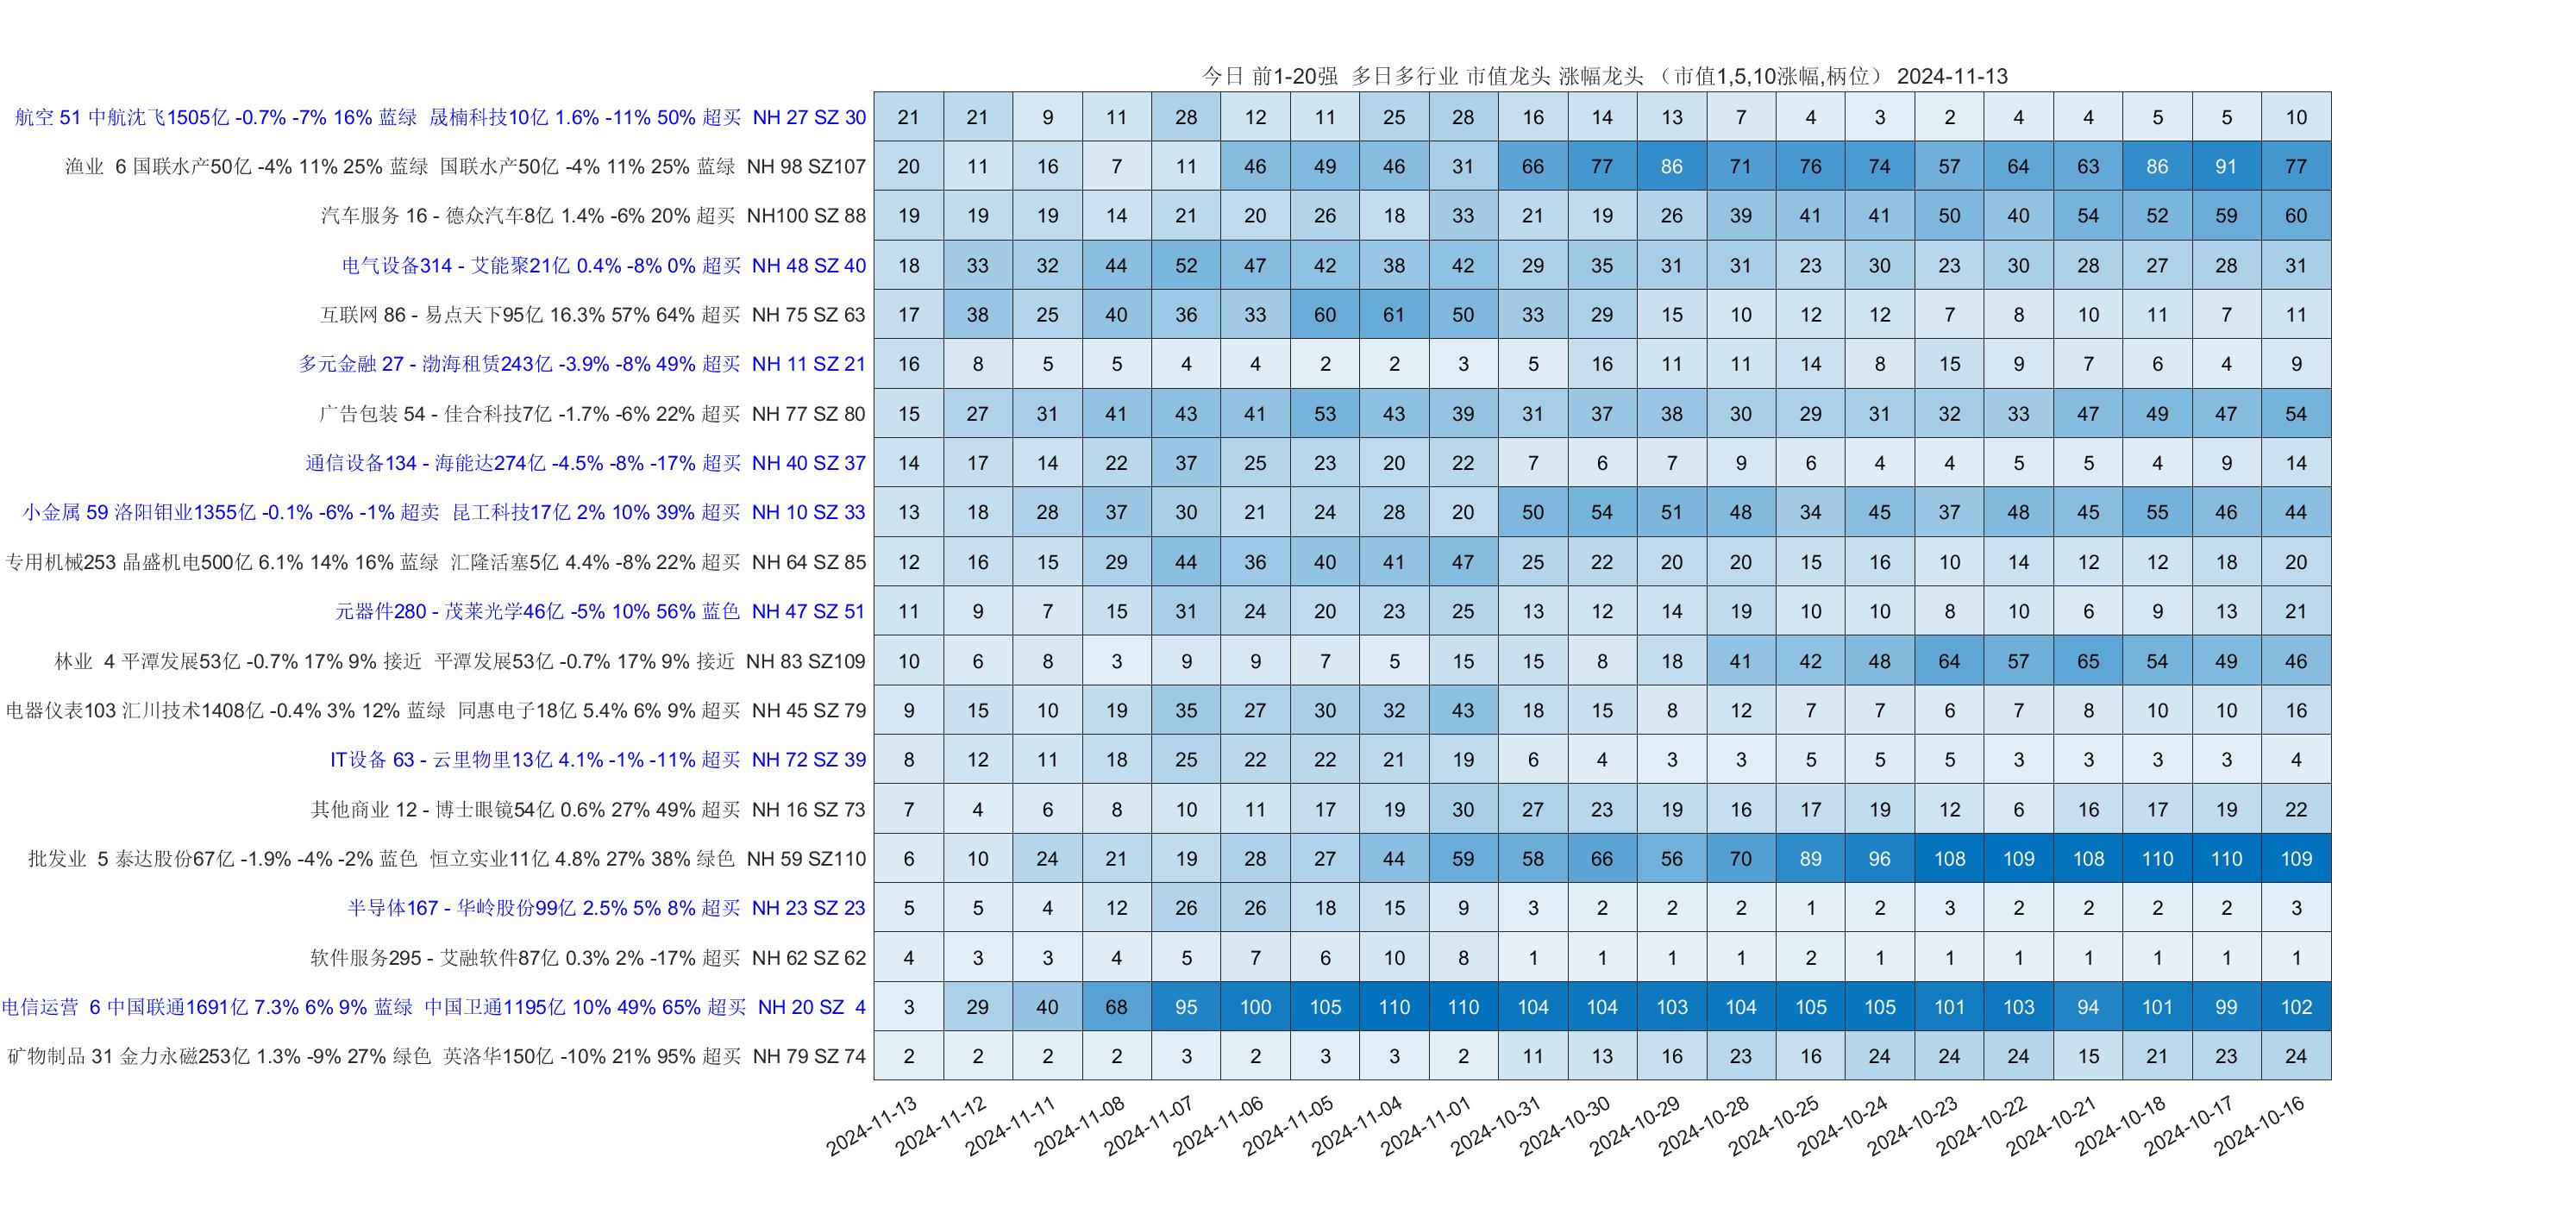 今日 前1-20强 多日多行业 市值龙头 涨幅龙头 （市值1,5,10涨幅,柄位） 2024-11-13
航空 51 中航沈飞1505亿 -0.7% -7% 16% 蓝绿 晟楠科技10亿 1.6% -11% 50% 超买 NH 27 SZ 30 21 21 9 11 28 12 11 25 28 16 14 13 7 4 3 2 4 4 5 5 10
渔业 6 国联水产50亿 -4% 11% 25% 蓝绿 国联水产50亿 -4% 11% 25% 蓝绿 NH 98 SZ107 20 11 16 7 11 46 49 46 31 66 77 86 71 76 74 57 64 63 86 91 77
汽车服务 16 - 德众汽车8亿 1.4% -6% 20% 超买 NH100 SZ 88 19 19 19 14 21 20 26 18 33 21 19 26 39 41 41 50 40 54 52 59 60
电气设备314 - 艾能聚21亿 0.4% -8% 0% 超买 NH 48 SZ 40 18 33 32 44 52 47 42 38 42 29 35 31 31 23 30 23 30 28 27 28 31
互联网 86 - 易点天下95亿 16.3% 57% 64% 超买 NH 75 SZ 63 17 38 25 40 36 33 60 61 50 33 29 15 10 12 12 7 8 10 11 7 11
多元金融 27 - 渤海租赁243亿 -3.9% -8% 49% 超买 NH 11 SZ 21 16 8 5 5 4 4 2 2 3 5 16 11 11 14 8 15 9 7 6 4 9
广告包装 54 - 佳合科技7亿 -1.7% -6% 22% 超买 NH 77 SZ 80 15 27 31 41 43 41 53 43 39 31 37 38 30 29 31 32 33 47 49 47 54
通信设备134 - 海能达274亿 -4.5% -8% -17% 超买 NH 40 SZ 37 14 17 14 22 37 25 23 20 22 7 6 7 9 6 4 4 5 5 4 9 14
小金属 59 洛阳钼业1355亿 -0.1% -6% -1% 超卖 昆工科技17亿 2% 10% 39% 超买 NH 10 SZ 33 13 18 28 37 30 21 24 28 20 50 54 51 48 34 45 37 48 45 55 46 44
专用机械253 晶盛机电500亿 6.1% 14% 16% 蓝绿 汇隆活塞5亿 4.4% -8% 22% 超买 NH 64 SZ 85 12 16 15 29 44 36 40 41 47 25 22 20 20 15 16 10 14 12 12 18 20
元器件280 - 茂莱光学46亿 -5% 10% 56% 蓝色 NH 47 SZ 51 11 9 7 15 31 24 20 23 25 13 12 14 19 10 10 8 10 6 9 13 21
林业 4 平潭发展53亿 -0.7% 17% 9% 接近 平潭发展53亿 -0.7% 17% 9% 接近 NH 83 SZ109 10 6 8 3 9 9 7 5 15 15 8 18 41 42 48 64 57 65 54 49 46
电器仪表103 汇川技术1408亿 -0.4% 3% 12% 蓝绿 同惠电子18亿 5.4% 6% 9% 超买 NH 45 SZ 79 9 15 10 19 35 27 30 32 43 18 15 8 12 7 7 6 7 8 10 10 16
IT设备 63 - 云里物里13亿 4.1% -1% -11% 超买 NH 72 SZ 39 8 12 11 18 25 22 22 21 19 6 4 3 3 5 5 5 3 3 3 3 4
其他商业 12 - 博士眼镜54亿 0.6% 27% 49% 超买 NH 16 SZ 73 7 4 6 8 10 11 17 19 30 27 23 19 16 17 19 12 6 16 17 19 22
批发业 5 泰达股份67亿 -1.9% -4% -2% 蓝色 恒立实业11亿 4.8% 27% 38% 绿色 NH 59 SZ110 6 10 24 21 19 28 27 44 59 58 66 56 70 89 96 108 109 108 110 110 109
半导体167 - 华岭股份99亿 2.5% 5% 8% 超买 NH 23 SZ 23 5 5 4 12 26 26 18 15 9 3 2 2 2 1 2 3 2 2 2 2 3
软件服务295 - 艾融软件87亿 0.3% 2% -17% 超买 NH 62 SZ 62 4 3 3 4 5 7 6 10 8 1 1 1 1 2 1 1 1 1 1 1 1
电信运营 6 中国联通1691亿 7.3% 6% 9% 蓝绿 中国卫通1195亿 10% 49% 65% 超买 NH 20 SZ 4 3 29 40 68 95 100 105 110 110 104 104 103 104 105 105 101 103 94 101 99 102
矿物制品 31 金力永磁253亿 1.3% -9% 27% 绿色 英洛华150亿 -10% 21% 95% 超买 NH 79 SZ 74 2 2 2 2 3 2 3 3 2 11 13 16 23 16 24 24 24 15 21 23 24
2024-11-13 2024-11-12 2024-11-11 2024-11-08 2024-11-07 2024-11-06 2024-11-05 2024-11-04 2024-11-01 2024-10-31 2024-10-30 2024-10-29 2024-10-28 2024-10-25 2024-10-24 2024-10-23 2024-10-22 2024-10-21 2024-10-18 2024-10-17 2024-10-16